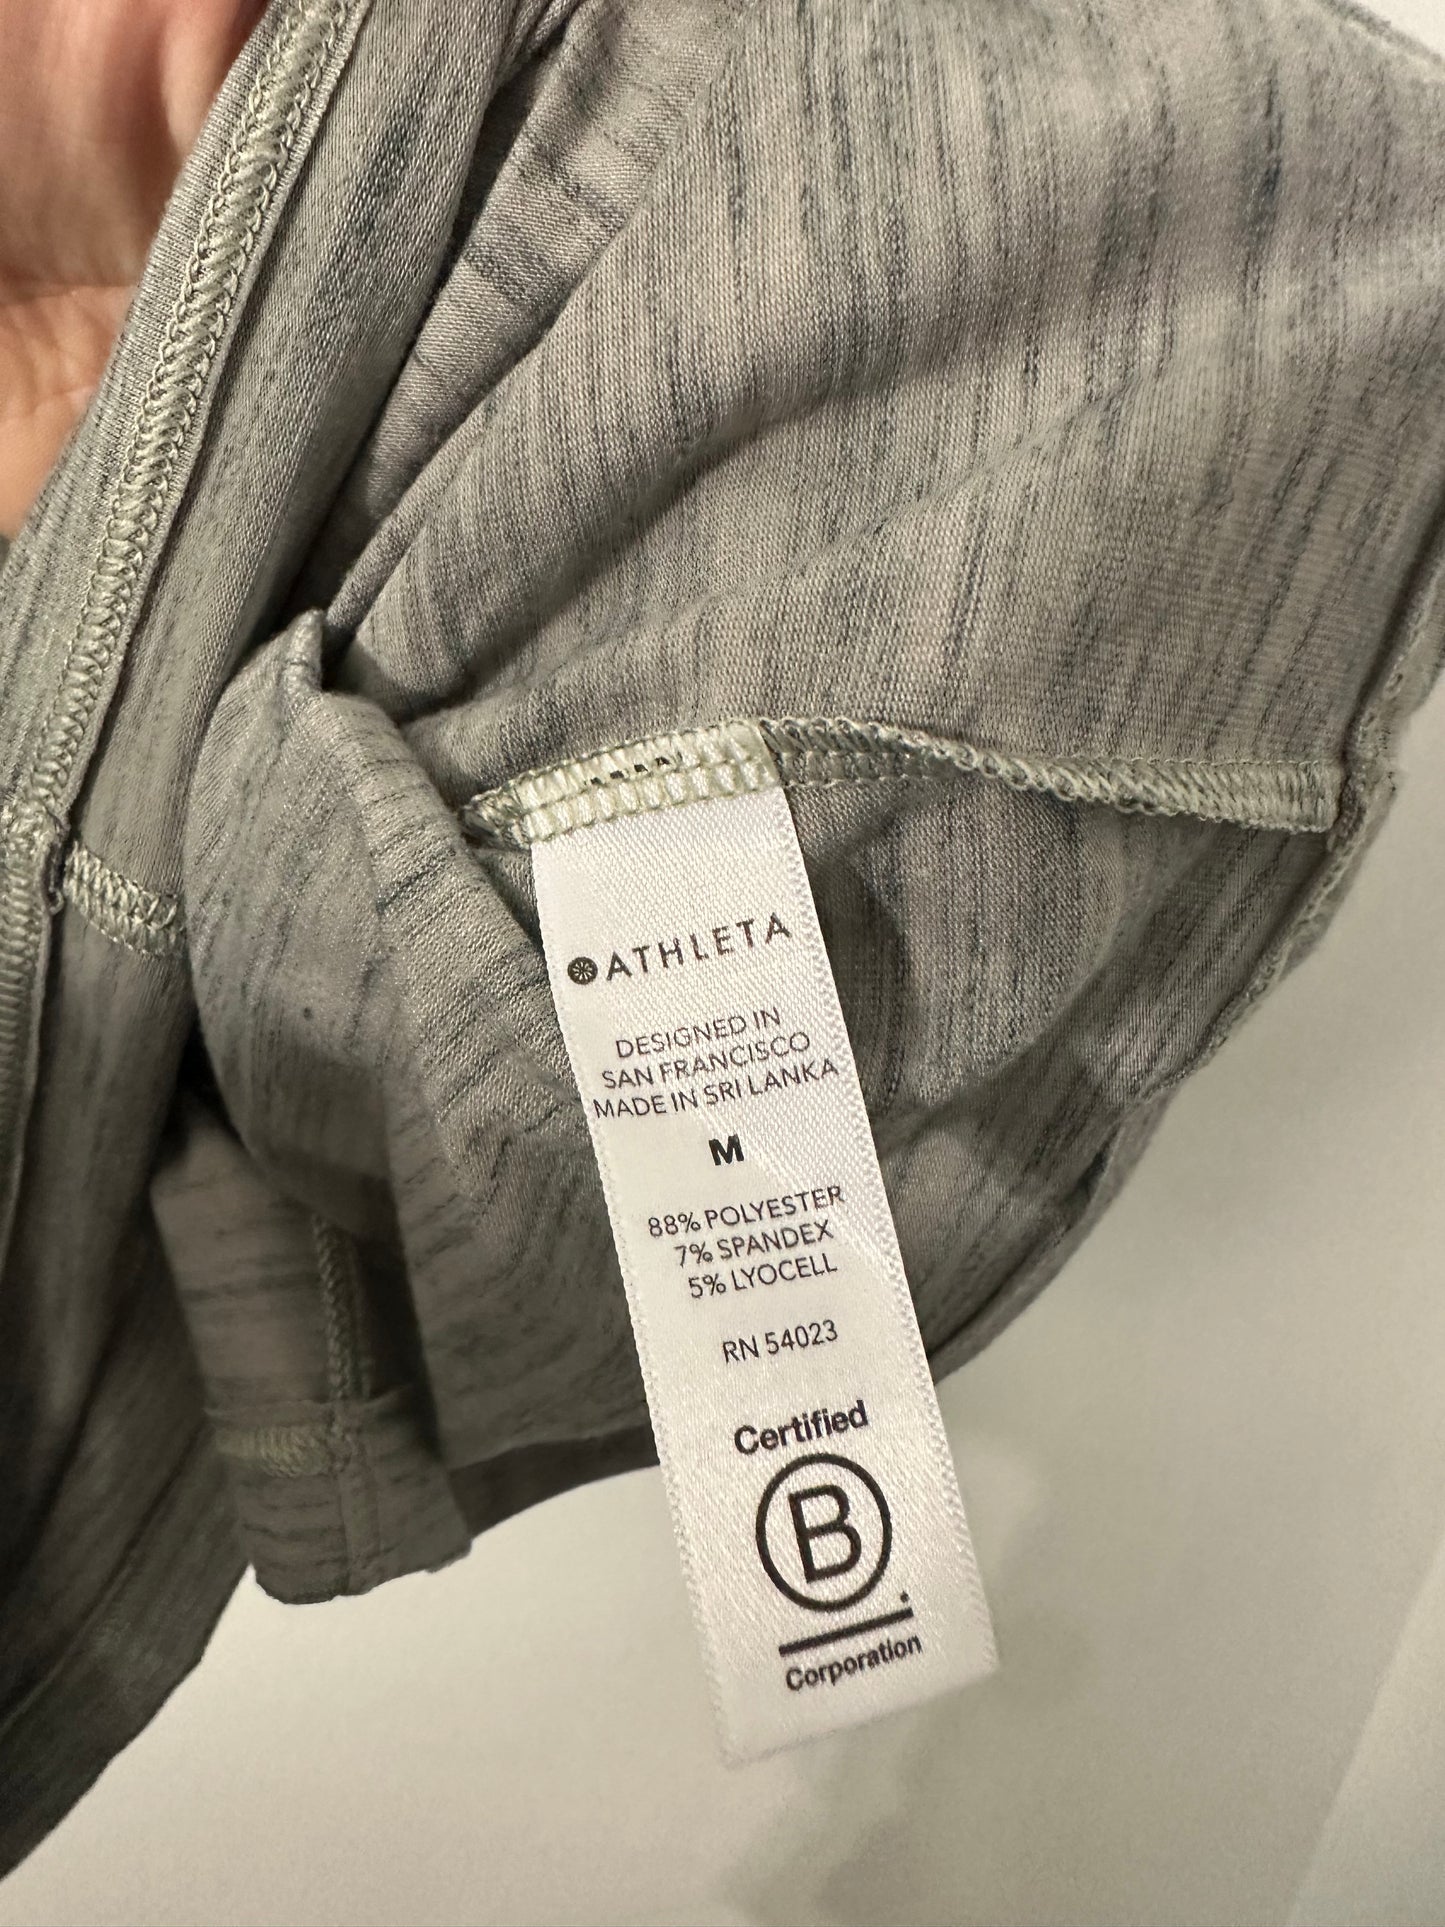 ATHLETA
DESIGNED IN
SAN FRANCISCO
MADE IN SRI LANKA
M
88% POLYESTER
7% SPANDEX
5% LYOCELL
RN 54023
Certified
B
Corporation